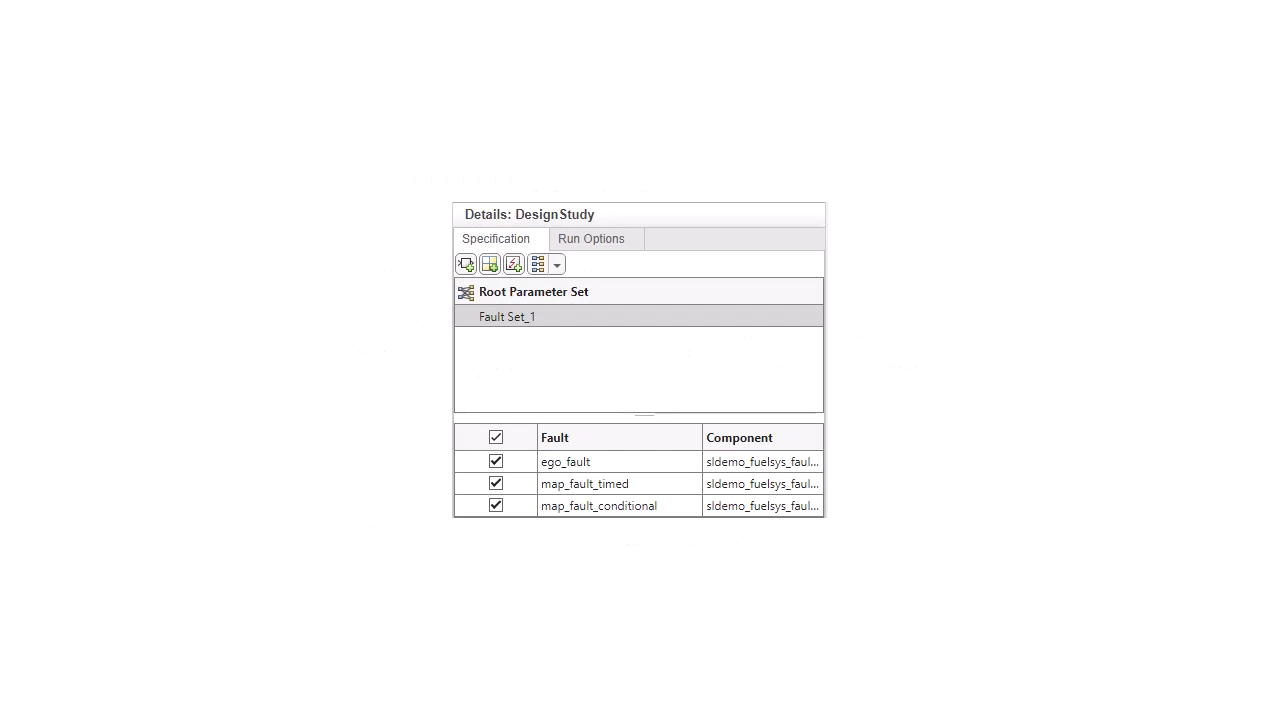 Details: DesignStudy
Specification Run Options
Root Parameter Set
Fault Set_1
Fault Component
ego_fault sldemo_fuelsys_faul...
map_fault_timed sldemo_fuelsys_faul...
map_fault_conditional sldemo_fuelsys_faul...